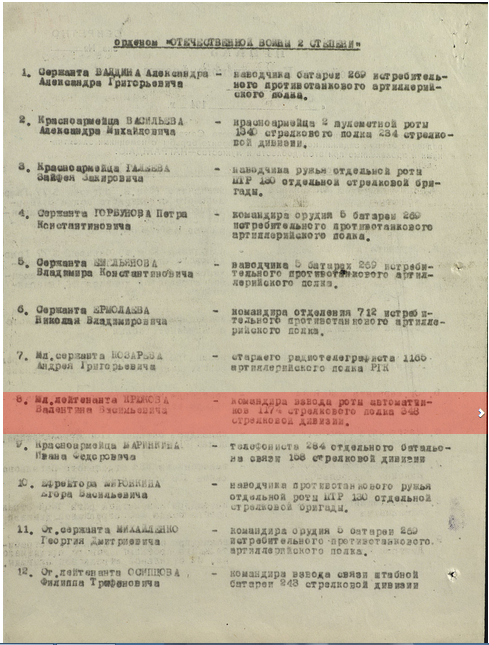 орденом "ОТЕЧЕСТВЕННОЙ ВОЙНЫ 2 СТЕПЕНИ"
1. Сержанта Александра - наводчика батареи 269 истребитель-
Александра Григорьевича ного противотанкового артиллерий-
ского полка.
2. Красноармейца ВАСИЛЬЕВА - красноармейца 2 пулеметной роты
Александра Михайловича 1340 стрелкового полка 234 стрелко-
вой дивизии.
3. Красноармейца - наводчика ружья отдельной роты
Закировича ПТР 130 отдельной стрелковой бри-
гады.
4. Сержанта ГОРБУНОВА Петра - командира орудия 5 батареи 269
Константиновича истребительного противотанкового
артиллерийского полка.
5. Сержанта ЕМЕЛЬЯНОВА - наводчика 5 батареи 269 истреби-
Владимира Константиновича тельного противотанкового артил-
лерийского полка.
6. Сержанта ЕРМОЛАЕВА - командира отделения 712 истреби-
Николая Владимировича тельного противотанкового артилле-
рийского полка.
7. Мл.сержанта КОЗЫРЕВА - старшего радиотелеграфиста 1185
Андрея Григорьевича артиллерийского полка РГК
8. Мл.лейтенанта КРЮКОВА - командира взвода роты автоматчи-
Валентина Васильевича ков 1174 стрелкового полка 348
стрелковой дивизии.
9. Красноармейца - телефониста 284 отдельного батальо-
Ивана Федоровича на связи 158 стрелковой дивизии
10. Ефрейтора - наводчика противотанкового ружья
Егора Васильевича отдельной роты ПТР 130 отдельной
стрелковой бригады.
11. Ст.сержанта МИХАЙЛЕНКО - командира орудия 5 батареи 269
Георгия Дмитриевича истребительного противотанкового
артиллерийского полка.
12. Ст.лейтенанта ОСИПОВА - командира взвода связи штабной
Филиппа Трифоновича батареи 243 стрелковой дивизии